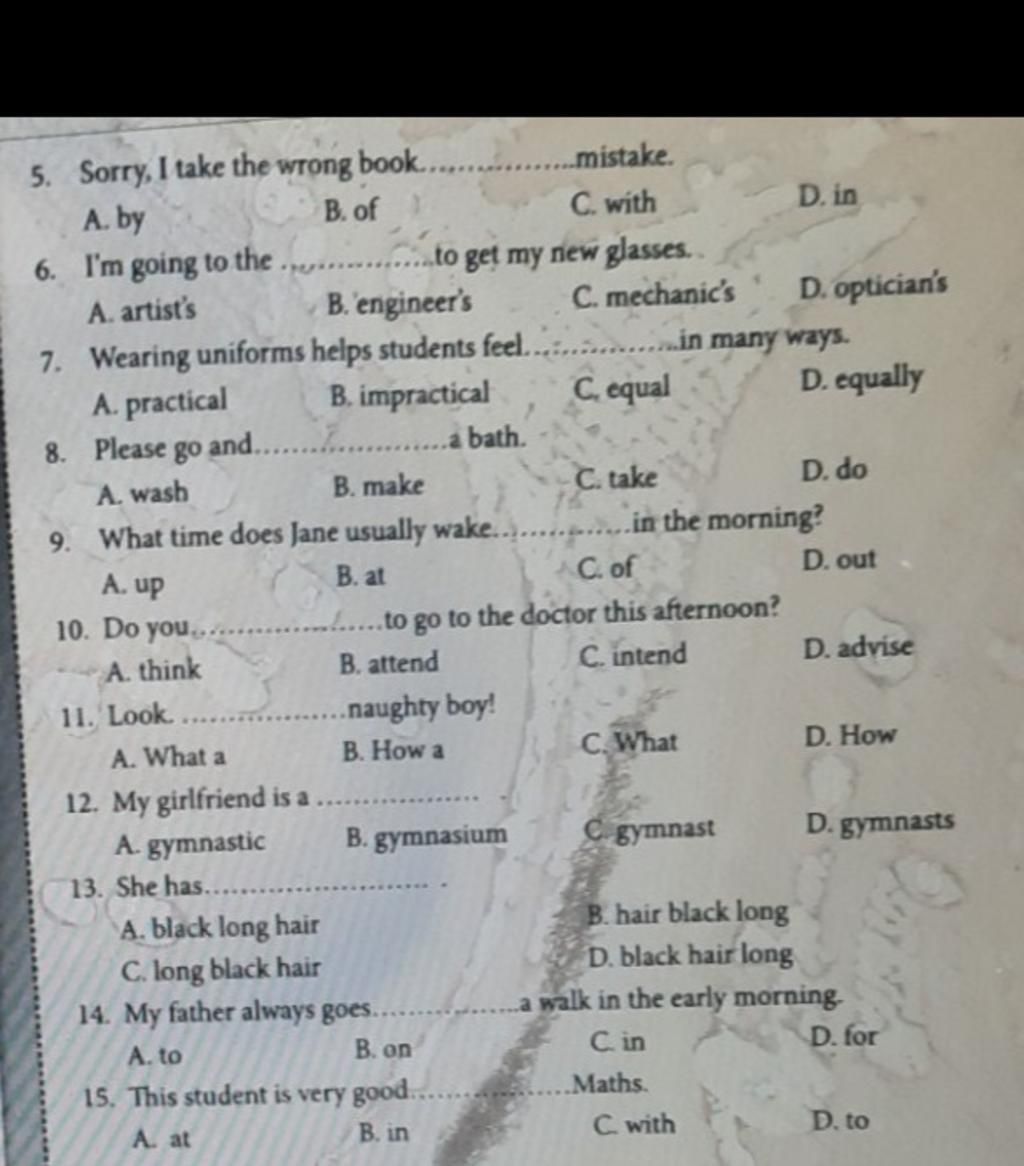 5. Sorry, I take the wrong book.................mistake.
A. by B. of C. with D. in
6. I'm going to the .................to get my new glasses.
A. artist's B. engineer's C. mechanic's D. optician's
7. Wearing uniforms helps students feel.................in many ways.
A. practical B. impractical C. equal D. equally
8. Please go and.....................a bath.
A. wash B. make C. take D. do
9. What time does Jane usually wake...............in the morning?
A. up B. at C. of D. out
10. Do you.....................to go to the doctor this afternoon?
A. think B. attend C. intend D. advise
11. Look. ..................naughty boy!
A. What a B. How a C. What D. How
12. My girlfriend is a ..................
A. gymnastic B. gymnasium C. gymnast D. gymnasts
13. She has......................... .
A. black long hair B. hair black long
C. long black hair D. black hair long
14. My father always goes.................a walk in the early morning.
A. to B. on C. in D. for
15. This student is very good..................Maths.
A. at B. in C. with D. to